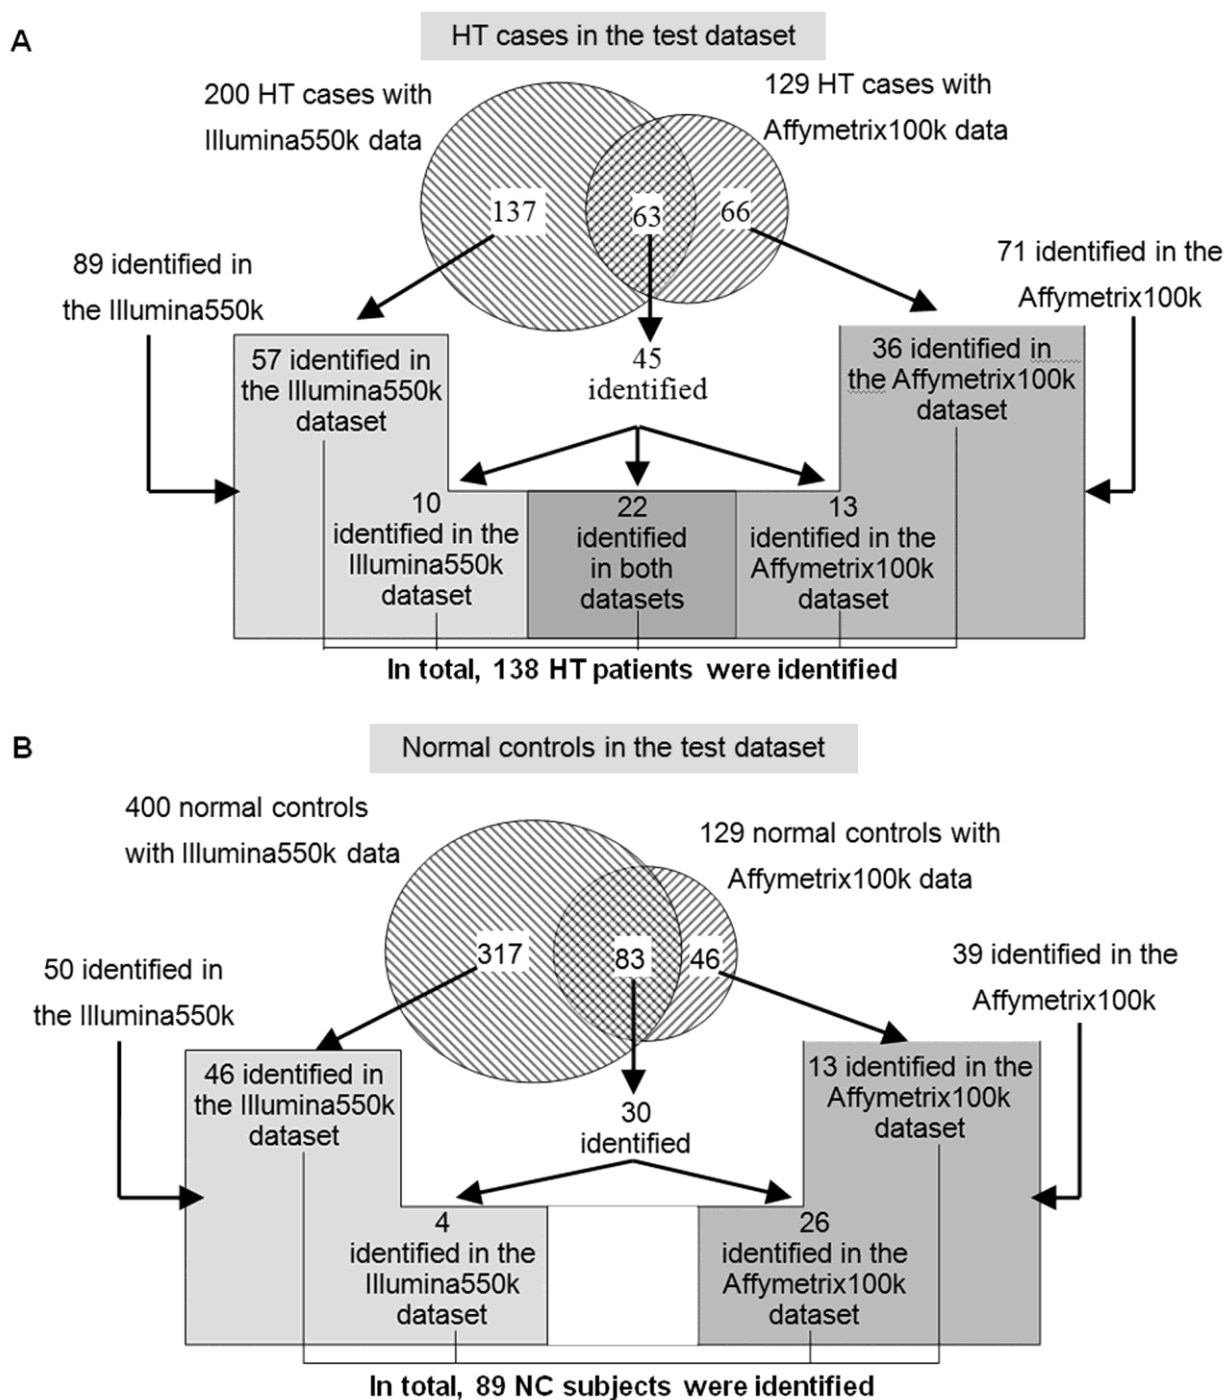 A
HT cases in the test dataset
200 HT cases with
Illumina550k data
129 HT cases with
Affymetrix100k data
137
63
66
89 identified in
the Illumina550k
71 identified in the
Affymetrix100k
57 identified in
the Illumina550k
dataset
45
identified
36 identified in
the Affymetrix100k
dataset
10
identified in the
Illumina550k
dataset
22
identified
in both
datasets
13
identified in the
Affymetrix100k
dataset
In total, 138 HT patients were identified
B
Normal controls in the test dataset
400 normal controls
with Illumina550k data
129 normal controls with
Affymetrix100k data
317
83
46
50 identified in
the Illumina550k
39 identified in the
Affymetrix100k
46 identified in
the Illumina550k
dataset
30
identified
13 identified in the
Affymetrix100k
dataset
4
identified in the
Illumina550k
dataset
26
identified in the
Affymetrix100k
dataset
In total, 89 NC subjects were identified